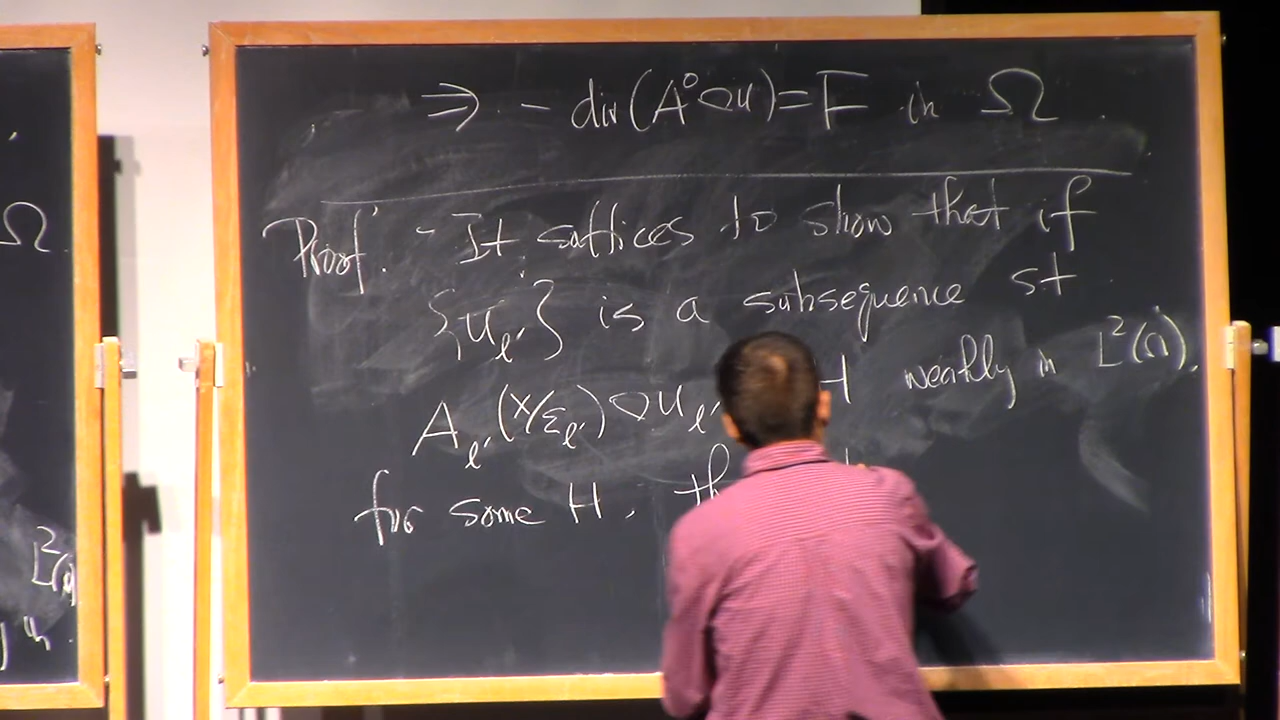 ⇒ - div(A⁰∇u) = F in Ω.
Proof. - It suffices to show that if
{u_ℓ'} is a subsequence st
Ω
A_ℓ'(x/ε_ℓ')∇u_ℓ' H weakly in L²(Ω).
for some H,
L²(